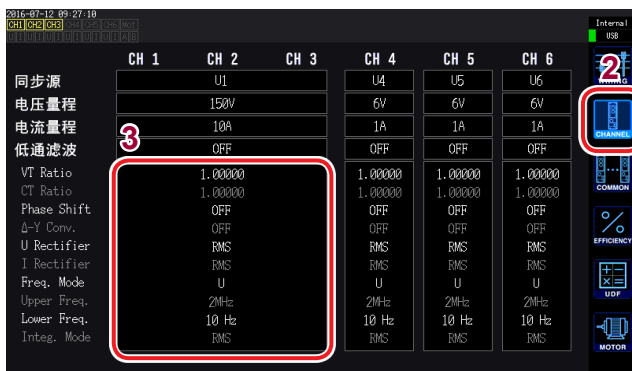 2016-07-12 09:27:10
CH1 CH2 CH3 CH4 CH5 CH6 Mot
U I U I U I U I U I U I A B
Internal
USB
CH 1 CH 2 CH 3 CH 4 CH 5 CH 6
2
同步源 U1 U4 U5 U6
电压量程 150V 6V 6V 6V
电流量程 10A 1A 1A 1A
CHANNEL
3
低通滤波 OFF OFF OFF OFF
VT Ratio 1.00000 1.00000 1.00000 1.00000
CT Ratio 1.00000 1.00000 1.00000 1.00000
COMMON
Phase Shift OFF OFF OFF OFF
Δ-Y Conv. OFF OFF OFF OFF
U Rectifier RMS RMS RMS RMS
EFFICIENCY
I Rectifier RMS RMS RMS RMS
Freq. Mode U U U U
Upper Freq. 2MHz 2MHz 2MHz 2MHz
UDF
Lower Freq. 10 Hz 10 Hz 10 Hz 10 Hz
Integ. Mode RMS RMS RMS RMS
MOTOR